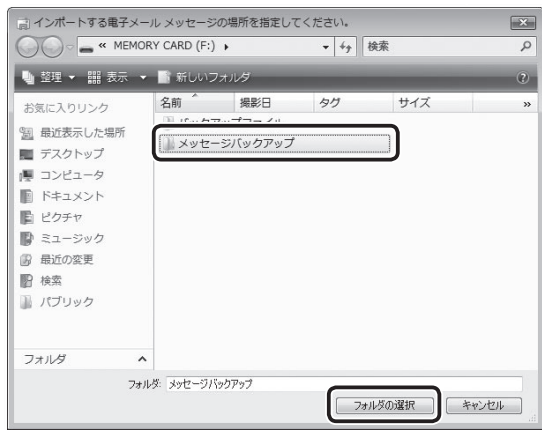 インポートする電子メール メッセージの場所を指定してください。
« MEMORY CARD (F:)
検索
整理
表示
新しいフォルダ
お気に入りリンク
最近表示した場所
デスクトップ
コンピュータ
ドキュメント
ピクチャ
ミュージック
最近の変更
検索
パブリック
フォルダ
名前 撮影日 タグ サイズ »
メッセージバックアップ
フォルダ: メッセージバックアップ
フォルダの選択 キャンセル